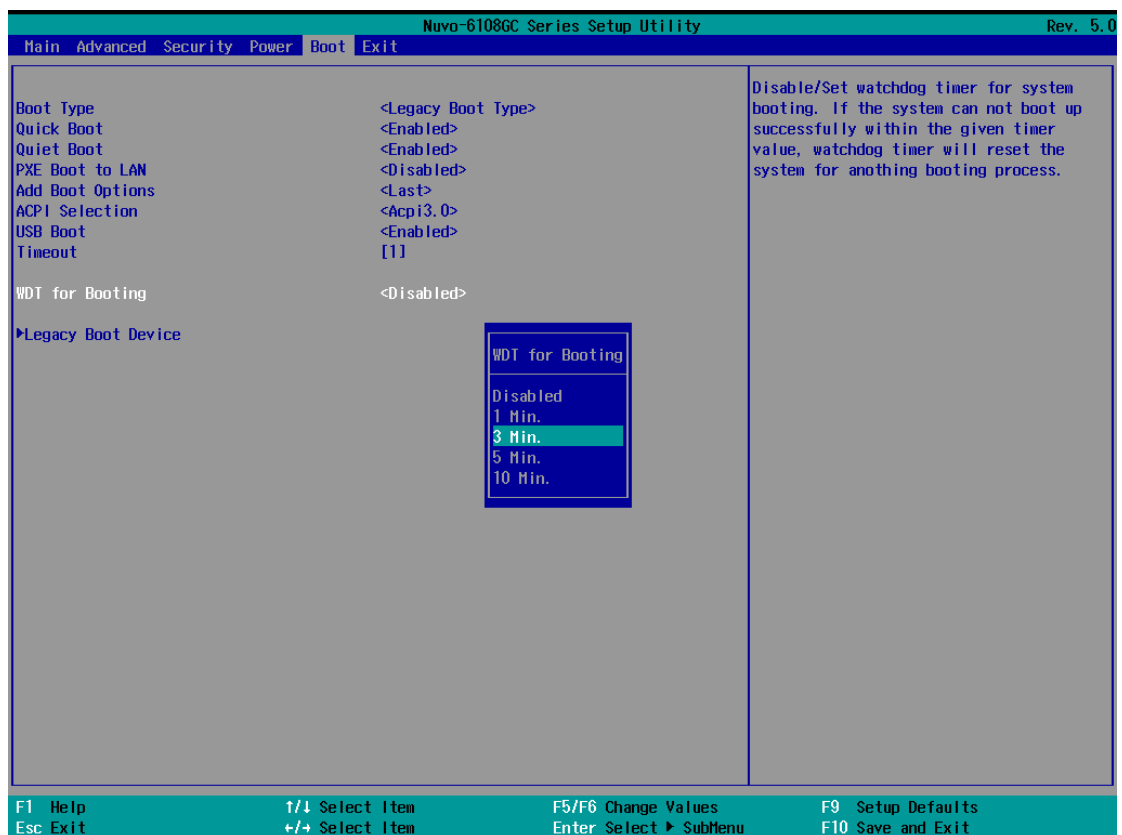 Nuvo-6108GC Series Setup Utility Rev. 5.0
Main Advanced Security Power Boot Exit
Boot Type <Legacy Boot Type>
Quick Boot <Enabled>
Quiet Boot <Enabled>
PXE Boot to LAN <Disabled>
Add Boot Options <Last>
ACPI Selection <Acpi3.0>
USB Boot <Enabled>
Timeout [1]
WDT for Booting <Disabled>
▶Legacy Boot Device
WDT for Booting
Disabled
1 Min.
3 Min.
5 Min.
10 Min.
Disable/Set watchdog timer for system
booting. If the system can not boot up
successfully within the given timer
value, watchdog timer will reset the
system for anothing booting process.
F1 Help ↑/↓ Select Item F5/F6 Change Values F9 Setup Defaults
Esc Exit ←/→ Select Item Enter Select ▶ SubMenu F10 Save and Exit